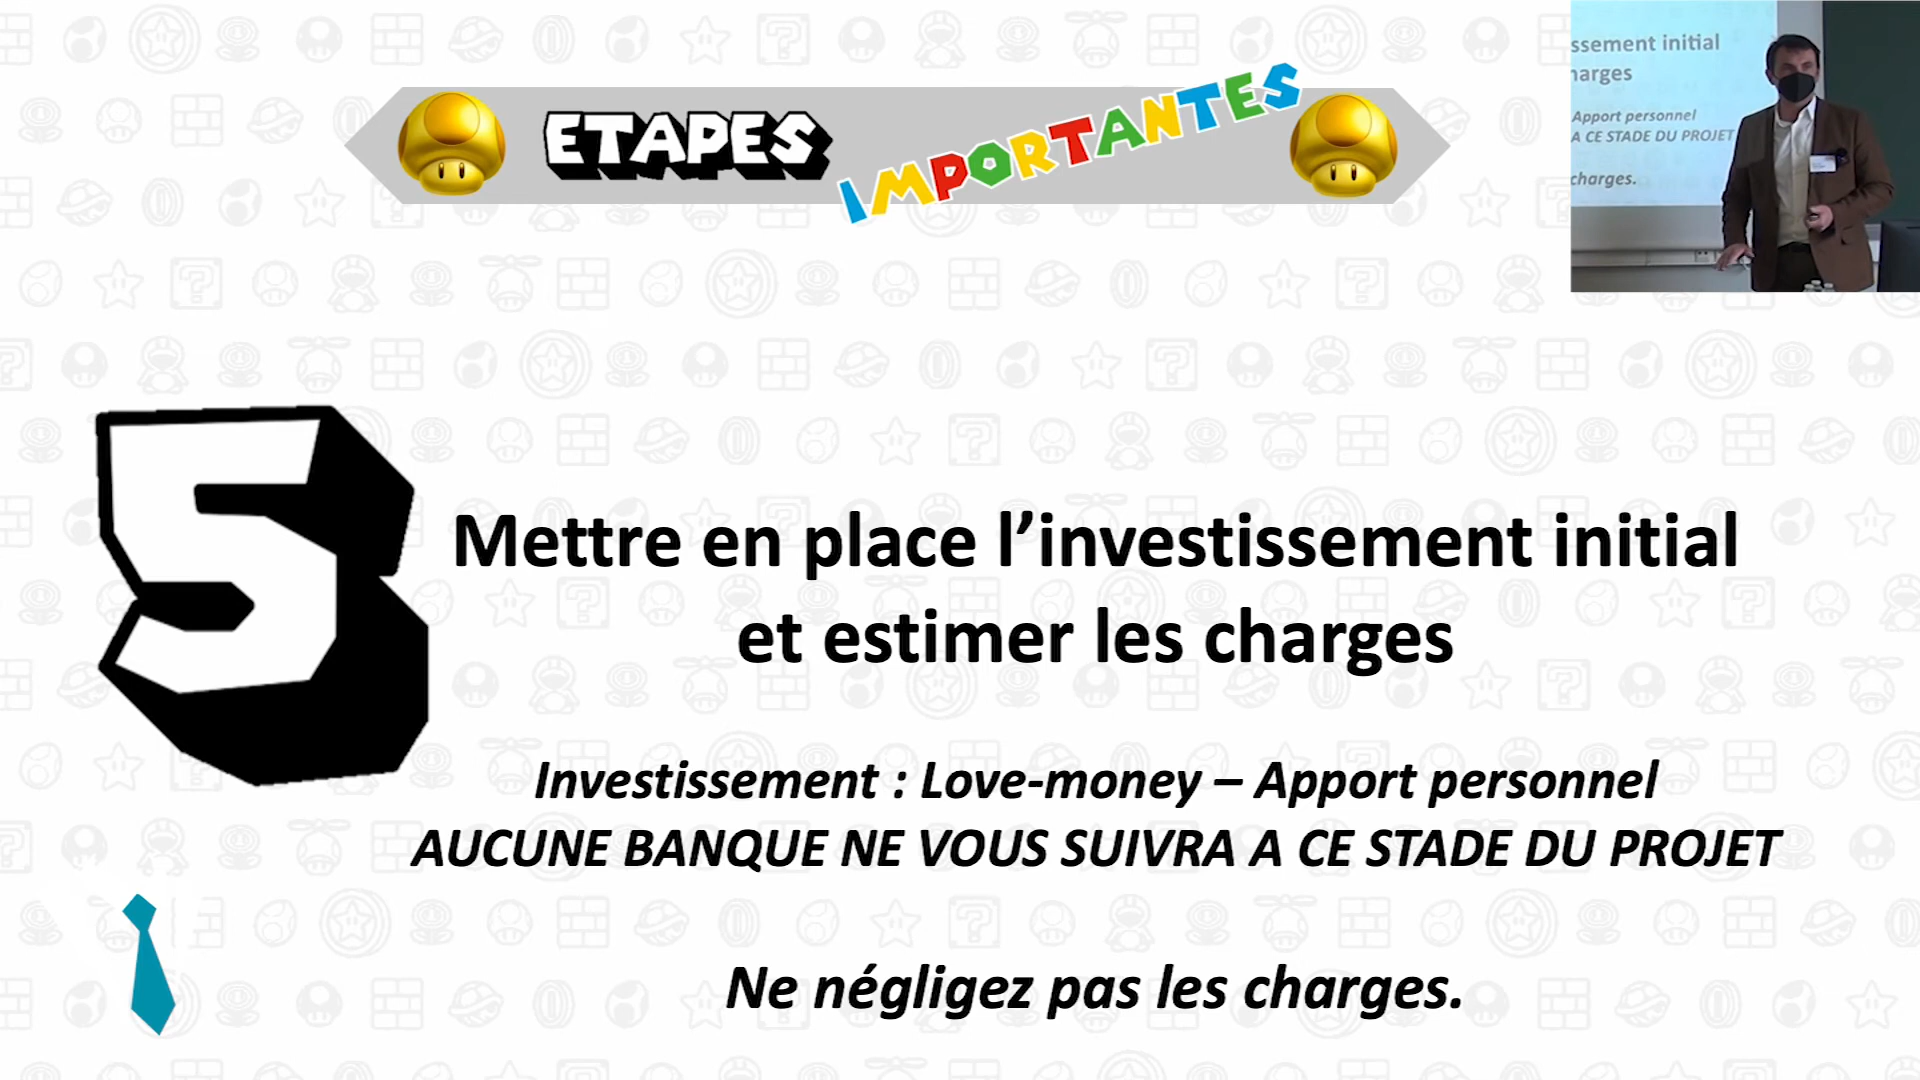 ETAPES IMPORTANTES
5
Mettre en place l’investissement initial
et estimer les charges
Investissement : Love-money – Apport personnel
AUCUNE BANQUE NE VOUS SUIVRA A CE STADE DU PROJET
Ne négligez pas les charges.
ssement initial
harges
Apport personnel
A CE STADE DU PROJET
charges.